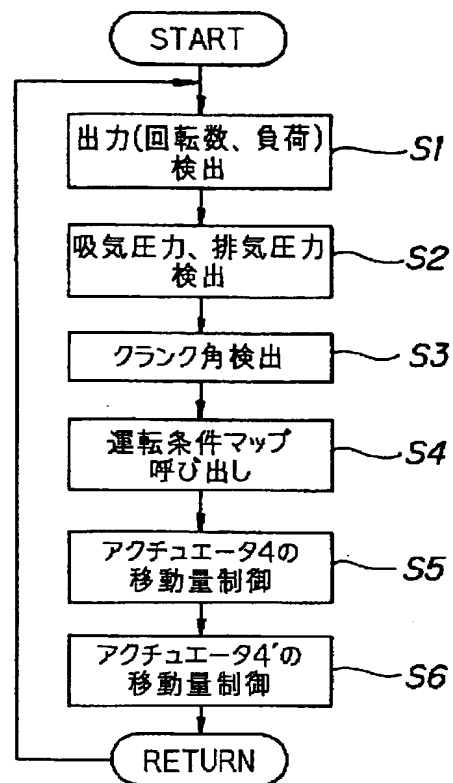 START
出力(回転数、負荷)
検出
S1
吸気圧力、排気圧力
検出
S2
クランク角検出
S3
運転条件マップ
呼び出し
S4
アクチュエータ4の
移動量制御
S5
アクチュエータ4'の
移動量制御
S6
RETURN